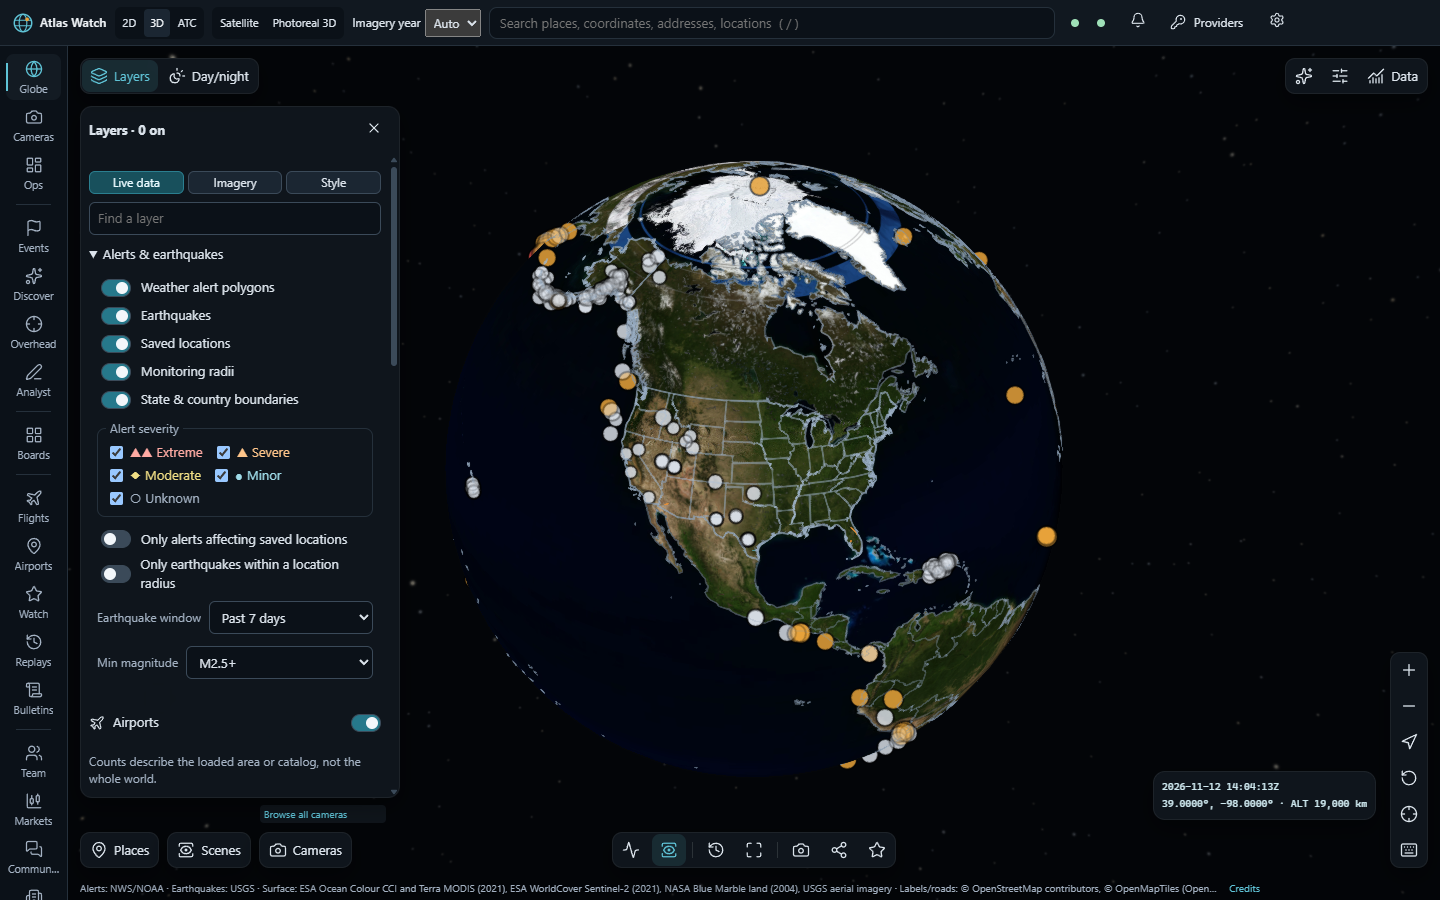 Atlas Watch
2D
3D
ATC
Satellite
Photoreal 3D
Imagery year
Auto
Search places, coordinates, addresses, locations ( / )
Providers
Globe
Cameras
Ops
Events
Discover
Overhead
Analyst
Boards
Flights
Airports
Watch
Replays
Bulletins
Team
Markets
Commun...
Layers
Day/night
Data
Layers · 0 on
Live data
Imagery
Style
Find a layer
Alerts & earthquakes
Weather alert polygons
Earthquakes
Saved locations
Monitoring radii
State & country boundaries
Alert severity
Extreme
Severe
Moderate
Minor
Unknown
Only alerts affecting saved locations
Only earthquakes within a location
radius
Earthquake window
Past 7 days
Min magnitude
M2.5+
Airports
Counts describe the loaded area or catalog, not the
whole world.
Browse all cameras
Places
Scenes
Cameras
2026-11-12 14:04:13Z
39.0000°, -98.0000° · ALT 19,000 km
Alerts: NWS/NOAA · Earthquakes: USGS · Surface: ESA Ocean Colour CCI and Terra MODIS (2021), ESA WorldCover Sentinel-2 (2021), NASA Blue Marble land (2004), USGS aerial imagery · Labels/roads: © OpenStreetMap contributors, © OpenMapTiles (Open...
Credits